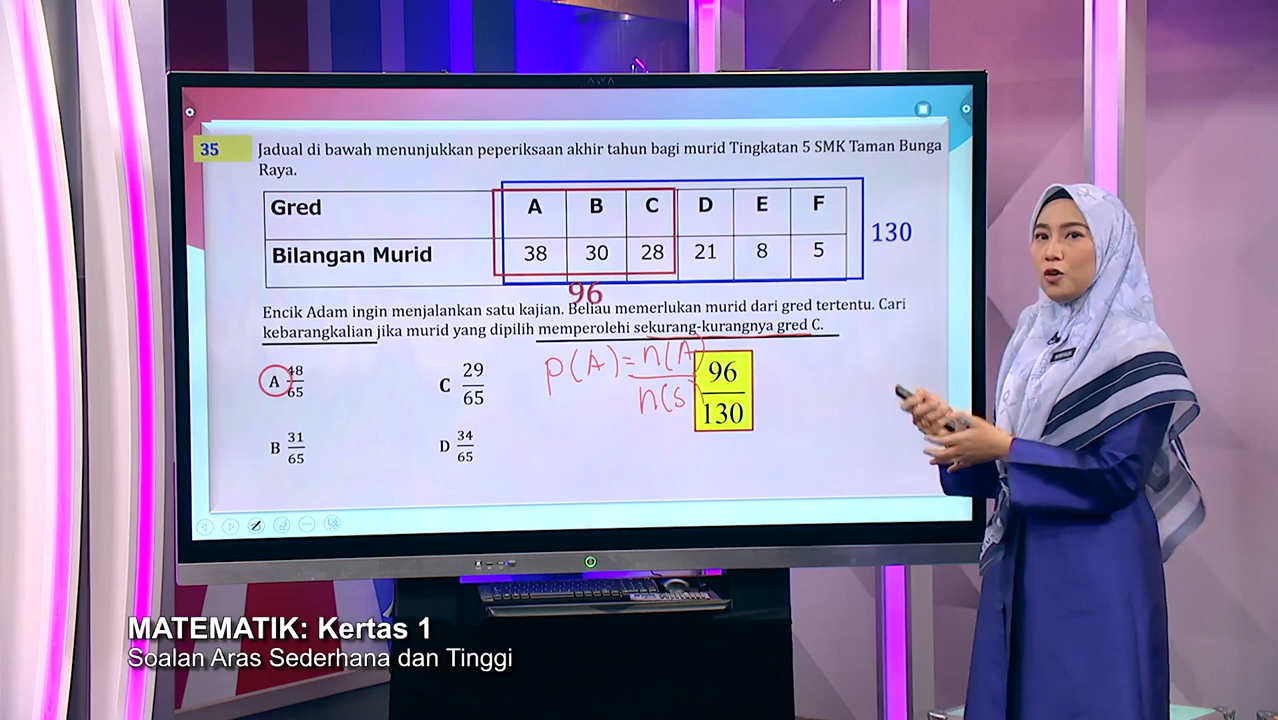 35 Jadual di bawah menunjukkan peperiksaan akhir tahun bagi murid Tingkatan 5 SMK Taman Bunga
Raya.
Gred A B C D E F
Bilangan Murid 38 30 28 21 8 5
130
96
Encik Adam ingin menjalankan satu kajian. Beliau memerlukan murid dari gred tertentu. Cari
kebarangkalian jika murid yang dipilih memperolehi sekurang-kurangnya gred C.
A 48/65
C 29/65
P(A) = n(A)/n(S)
96/130
B 31/65
D 34/65
MATEMATIK: Kertas 1
Soalan Aras Sederhana dan Tinggi